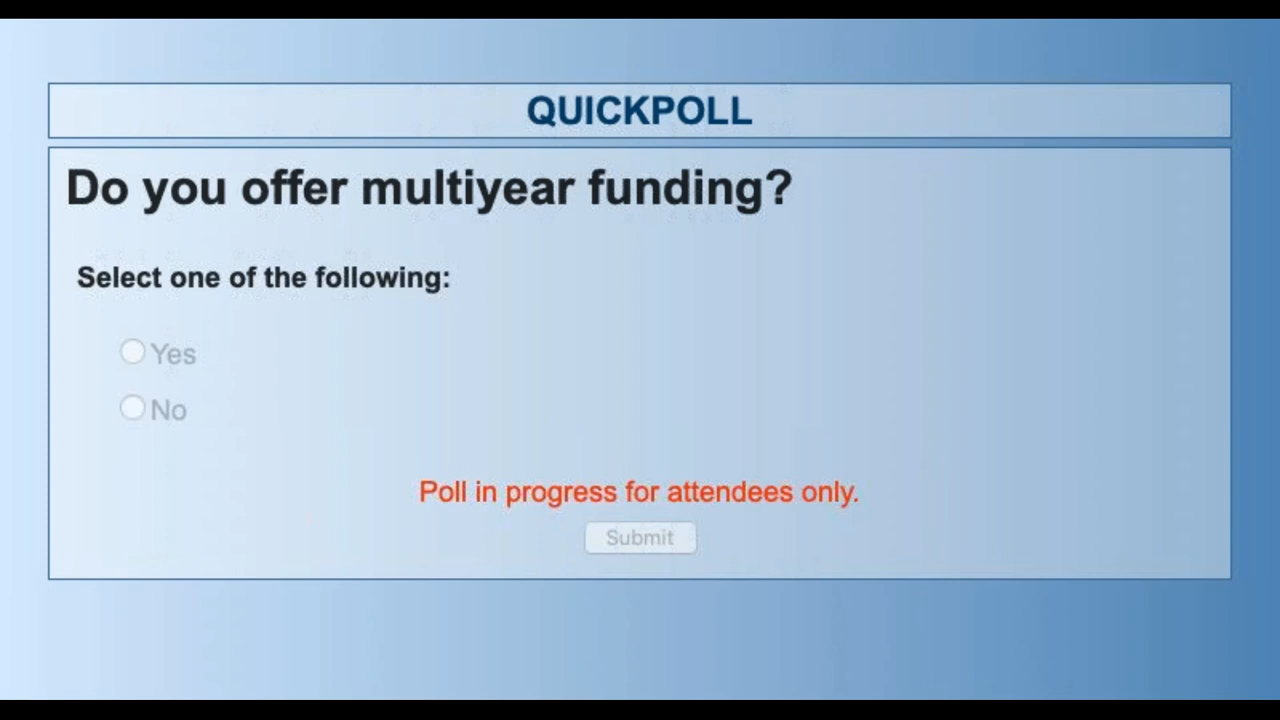 QUICKPOLL
Do you offer multiyear funding?
Select one of the following:
Yes
No
Poll in progress for attendees only.
Submit